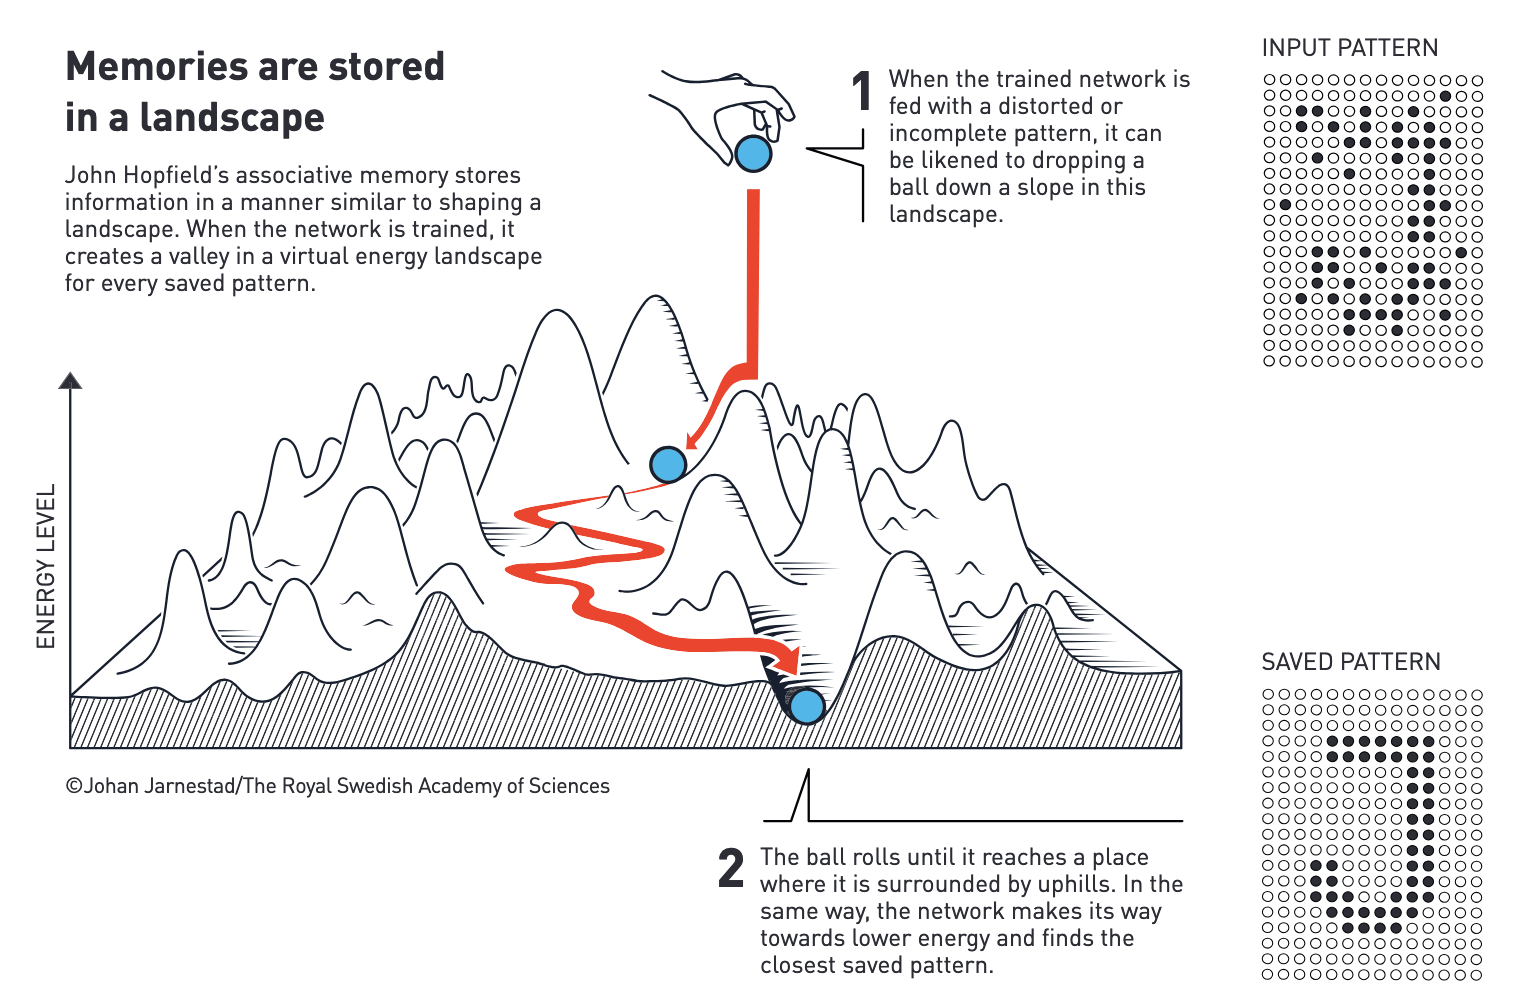 Memories are stored
in a landscape
John Hopfield’s associative memory stores
information in a manner similar to shaping a
landscape. When the network is trained, it
creates a valley in a virtual energy landscape
for every saved pattern.
1
When the trained network is
fed with a distorted or
incomplete pattern, it can
be likened to dropping a
ball down a slope in this
landscape.
INPUT PATTERN
ENERGY LEVEL
SAVED PATTERN
©Johan Jarnestad/The Royal Swedish Academy of Sciences
2
The ball rolls until it reaches a place
where it is surrounded by uphills. In the
same way, the network makes its way
towards lower energy and finds the
closest saved pattern.